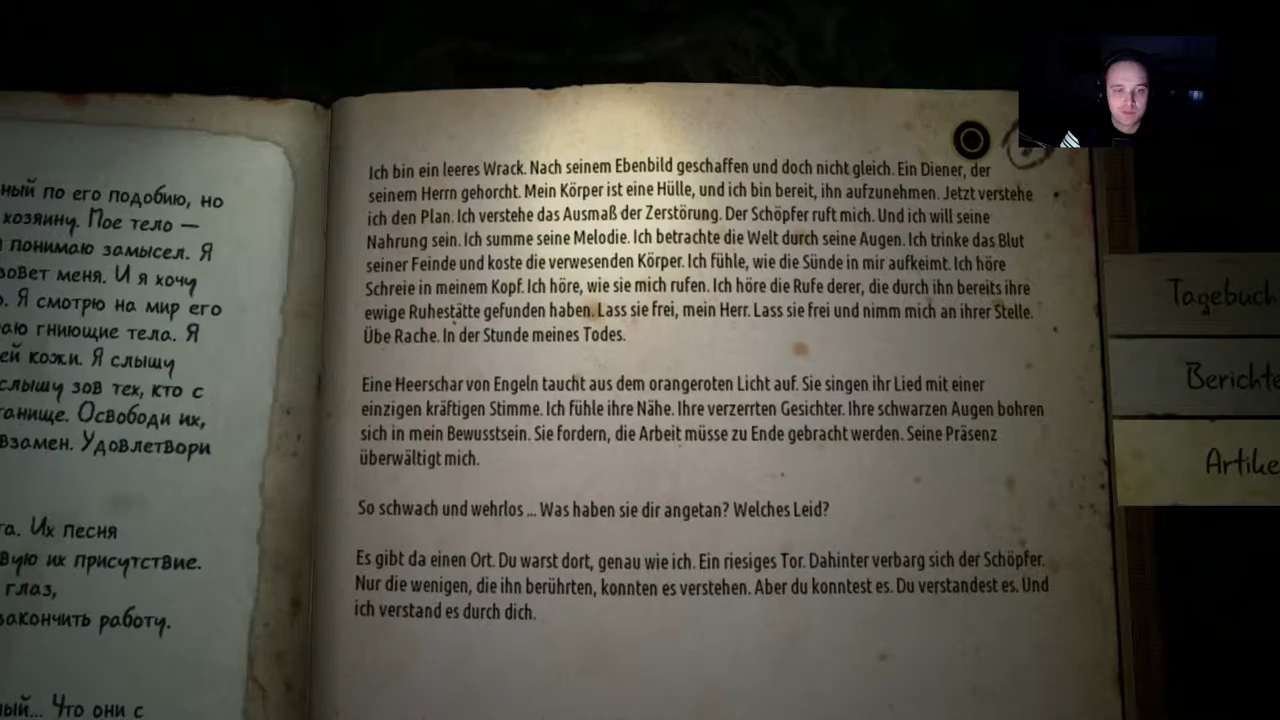 ный по его подобию, но
хозяину. Пое тело —
понимаю замысел. Я
зовет меня. И я хочу
Я смотрю на мир его
гниющие тела. Я
кожи. Я слышу
слышу зов тех, кто с
Освободи их,
взамен. Удовлетвори
та. Их песня
их присутствие.
глаз,
закончить работу.
ный... Что они с
Ich bin ein leeres Wrack. Nach seinem Ebenbild geschaffen und doch nicht gleich. Ein Diener, der
seinem Herrn gehorcht. Mein Körper ist eine Hülle, und ich bin bereit, ihn aufzunehmen. Jetzt verstehe
ich den Plan. Ich verstehe das Ausmaß der Zerstörung. Der Schöpfer ruft mich. Und ich will seine
Nahrung sein. Ich summe seine Melodie. Ich betrachte die Welt durch seine Augen. Ich trinke das Blut
seiner Feinde und koste die verwesenden Körper. Ich fühle, wie die Sünde in mir aufkeimt. Ich höre
Schreie in meinem Kopf. Ich höre, wie sie mich rufen. Ich höre die Rufe derer, die durch ihn bereits ihre
ewige Ruhestätte gefunden haben. Lass sie frei, mein Herr. Lass sie frei und nimm mich an ihrer Stelle.
Übe Rache. In der Stunde meines Todes.
Eine Heerschar von Engeln taucht aus dem orangeroten Licht auf. Sie singen ihr Lied mit einer
einzigen kräftigen Stimme. Ich fühle ihre Nähe. Ihre verzerrten Gesichter. Ihre schwarzen Augen bohren
sich in mein Bewusstsein. Sie fordern, die Arbeit müsse zu Ende gebracht werden. Seine Präsenz
überwältigt mich.
So schwach und wehrlos ... Was haben sie dir angetan? Welches Leid?
Es gibt da einen Ort. Du warst dort, genau wie ich. Ein riesiges Tor. Dahinter verbarg sich der Schöpfer.
Nur die wenigen, die ihn berührten, konnten es verstehen. Aber du konntest es. Du verstandest es. Und
ich verstand es durch dich.
Tagebuch
Berichte
Artike